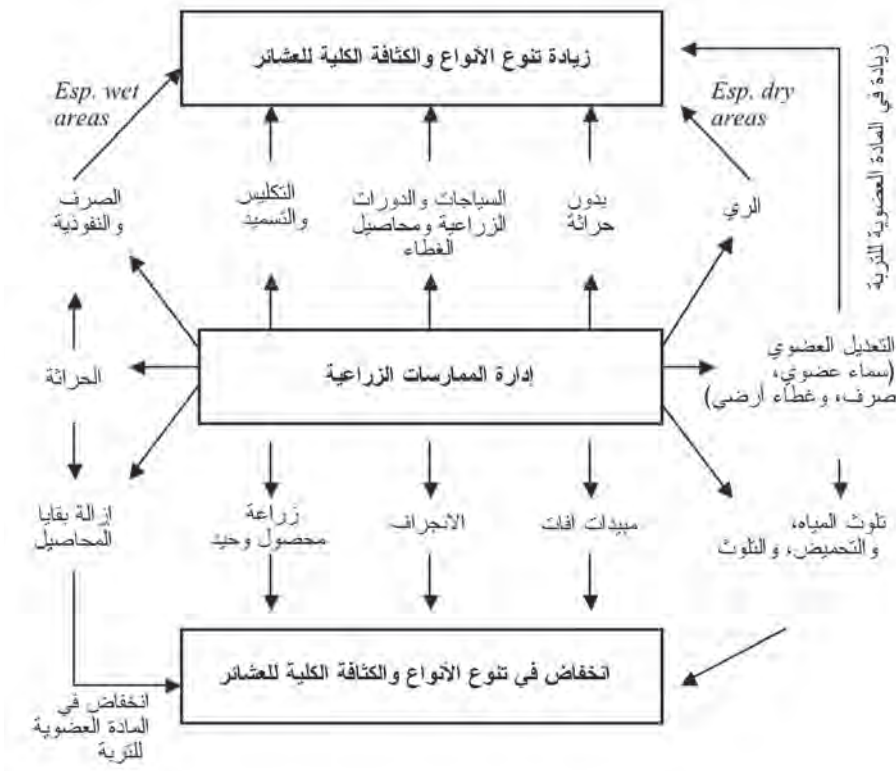 زيادة تنوع الأنواع والكثافة الكلية للعشائر
Esp. wet
areas
Esp. dry
areas
زيادة في المادة العضوية للتربة
الصرف
والنفوذية
التكليس
والتسميد
السياجات والدورات
الزراعية ومحاصيل
الغطاء
بدون
حراثة
الري
الحراثة
إدارة الممارسات الزراعية
التعديل العضوي
(سماء عضوي،
صرف، وغطاء أرضي)
إزالة بقايا
المحاصيل
زراعة
محصول وحيد
الانجراف
مبيدات آفات
تلوث المياه،
والتحميض، والتلوث
انخفاض في تنوع الأنواع والكثافة الكلية للعشائر
انخفاض في
المادة العضوية
للتربة